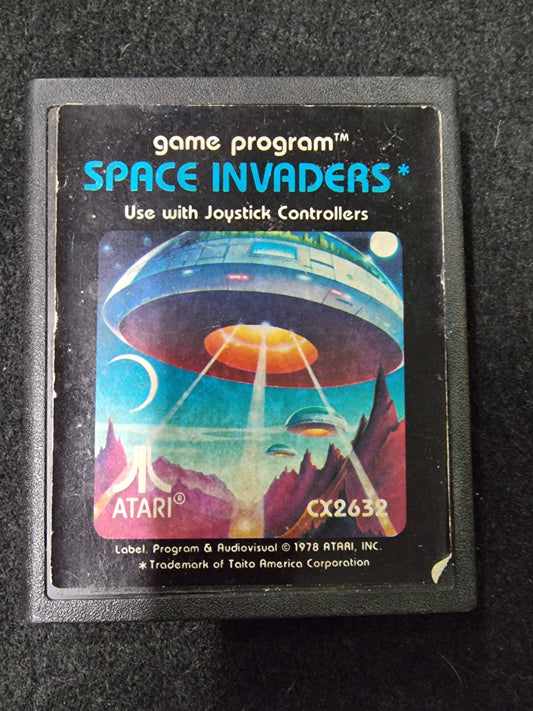 game program™
SPACE INVADERS*
Use with Joystick Controllers
ATARI®
CX2632
Label. Program & Audiovisual © 1978 ATARI, INC.
*Trademark of Taito America Corporation